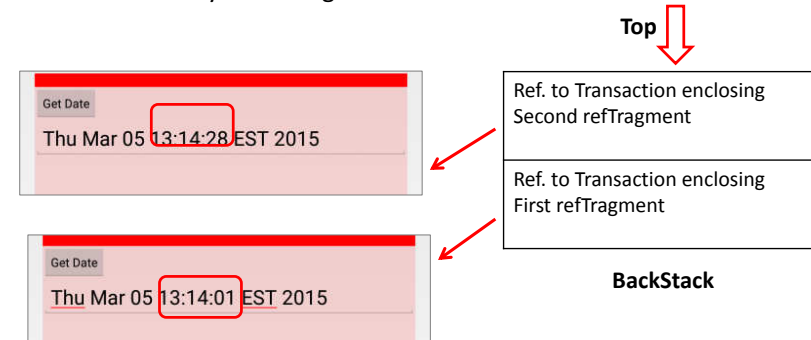 Top
Get Date
Thu Mar 05 13:14:28 EST 2015
Ref. to Transaction enclosing
Second refTragment
Ref. to Transaction enclosing
First refTragment
Get Date
Thu Mar 05 13:14:01 EST 2015
BackStack